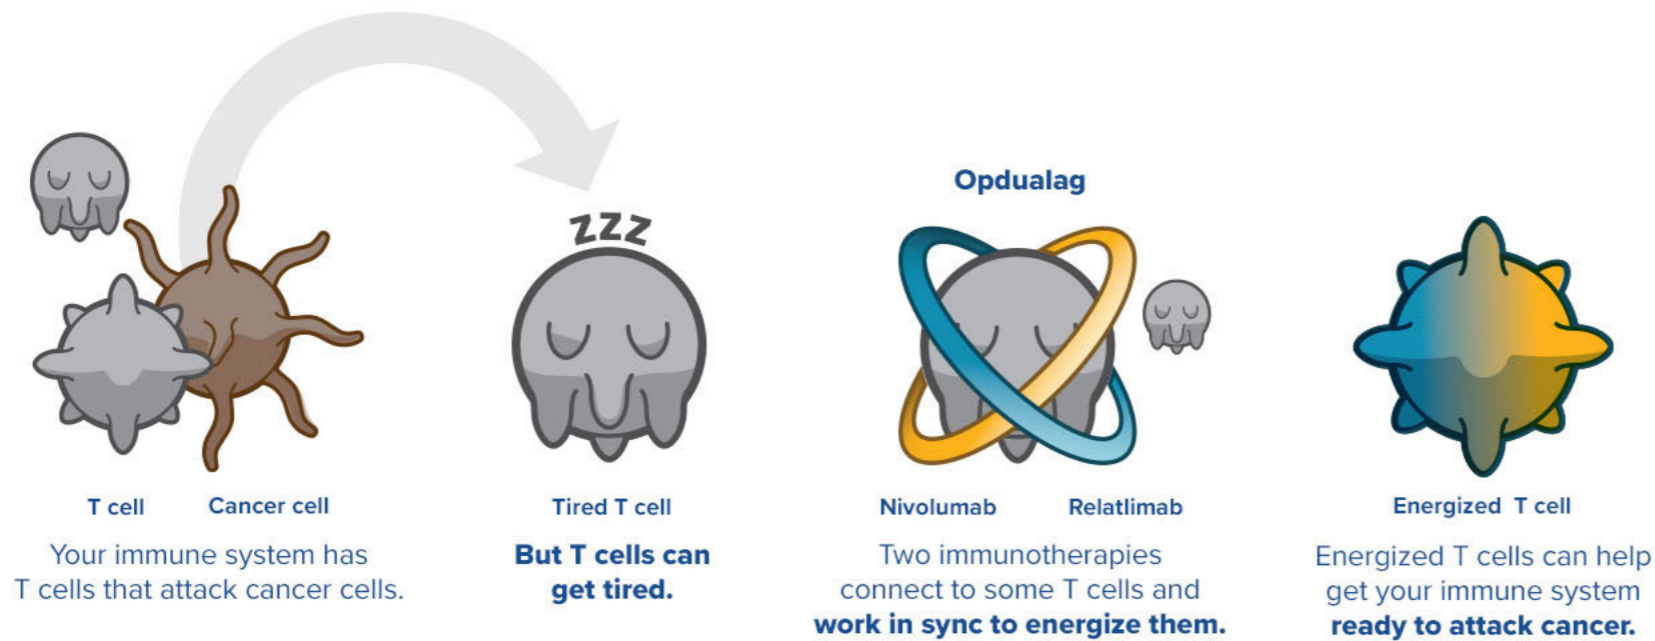 zzz
Opdualag
T cell
Cancer cell
Your immune system has
T cells that attack cancer cells.
Tired T cell
But T cells can
get tired.
Nivolumab
Relatlimab
Two immunotherapies
connect to some T cells and
work in sync to energize them.
Energized T cell
Energized T cells can help
get your immune system
ready to attack cancer.